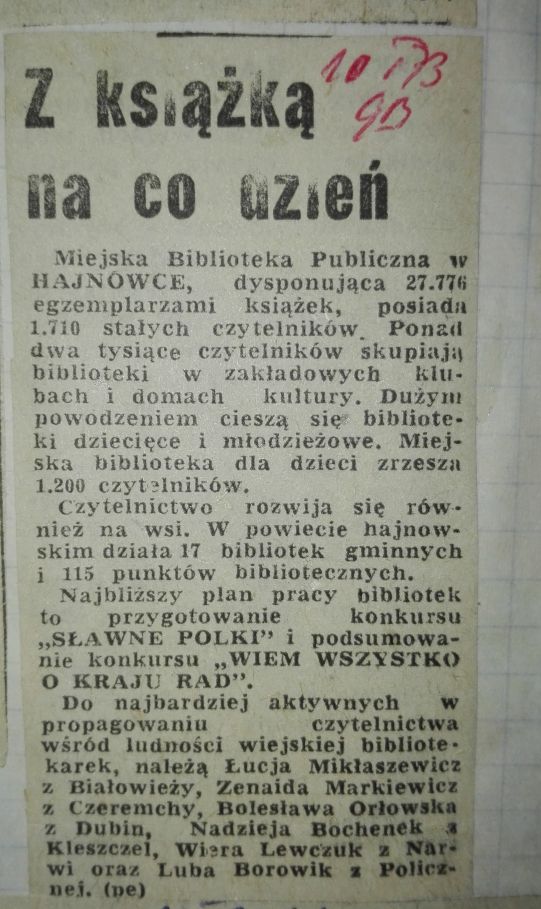 Z książką
na co dzień
10 73
GB
Miejska Biblioteka Publiczna w
HAJNÓWCE, dysponująca 27.776
egzemplarzami książek, posiada
1.710 stałych czytelników. Ponad
dwa tysiące czytelników skupiają
biblioteki w zakładowych klu-
bach i domach kultury. Dużym
powodzeniem cieszą się bibliote-
ki dziecięce i młodzieżowe. Miej-
ska biblioteka dla dzieci zrzesza
1.200 czytelników.
Czytelnictwo rozwija się rów-
nież na wsi. W powiecie hajnow-
skim działa 17 bibliotek gminnych
i 115 punktów bibliotecznych.
Najbliższy plan pracy bibliotek
to przygotowanie konkursu
„SŁAWNE POLKI” i podsumowa-
nie konkursu „WIEM WSZYSTKO
O KRAJU RAD”.
Do najbardziej aktywnych w
propagowaniu czytelnictwa
wśród ludności wiejskiej bibliote-
karek, należą Łucja Mikłaszewicz
z Białowieży, Zenaida Markiewicz
z Czeremchy, Bolesława Orłowska
z Dubin, Nadzieja Bochenek z
Kleszczel, Wiera Lewczuk z Nar-
wi oraz Luba Borowik z Policz-
nej. (pe)